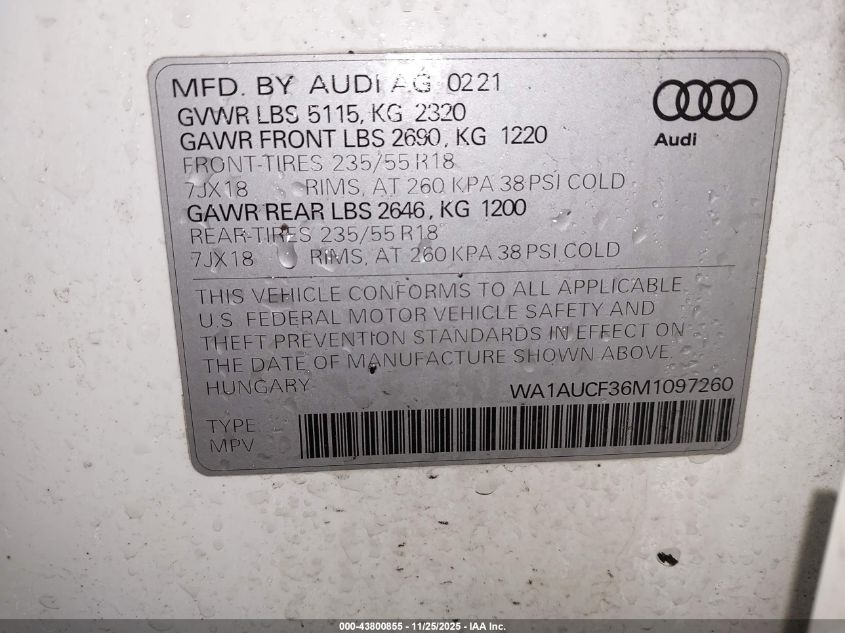 MFD. BY AUDI AG 0221
GVWR LBS 5115, KG 2320
GAWR FRONT LBS 2690, KG 1220
FRONT-TIRES 235/55 R18
7JX18 RIMS, AT 260 KPA 38 PSI COLD
GAWR REAR LBS 2646, KG 1200
REAR-TIRES 235/55 R18
7JX18 RIMS, AT 260 KPA 38 PSI COLD
Audi
THIS VEHICLE CONFORMS TO ALL APPLICABLE
U.S. FEDERAL MOTOR VEHICLE SAFETY AND
THEFT PREVENTION STANDARDS IN EFFECT ON
THE DATE OF MANUFACTURE SHOWN ABOVE.
HUNGARY WA1AUCF36M1097260
TYPE
MPV
000-43800855 - 11/25/2025 - IAA Inc.